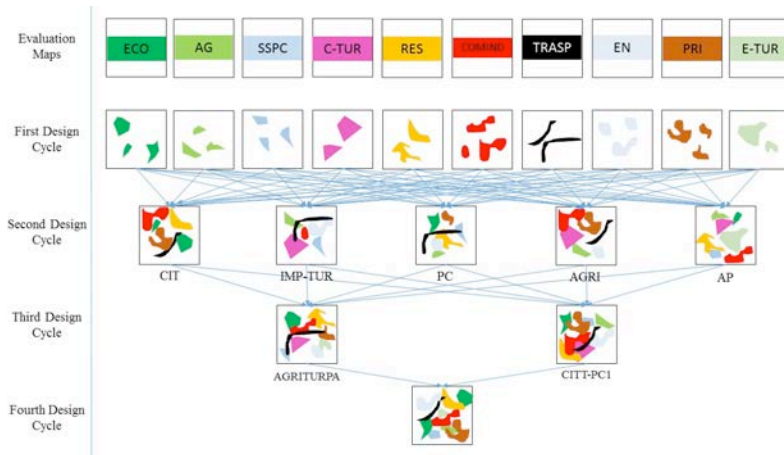 Evaluation
Maps
ECO
AG
SSPC
C-TUR
RES
COMIND
TRASP
EN
PRI
E-TUR
First Design
Cycle
Second Design
Cycle
CIT
IMP-TUR
PC
AGRI
AP
Third Design
Cycle
AGRITURPA
CITT-PC1
Fourth Design
Cycle